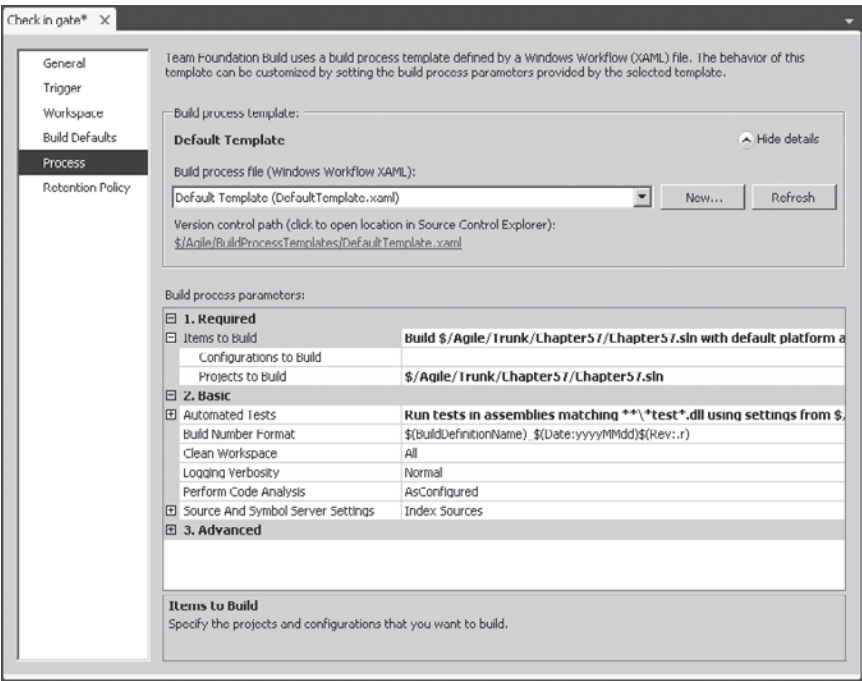 Check in gate* X
General
Trigger
Workspace
Build Defaults
Process
Retention Policy
Team Foundation Build uses a build process template defined by a Windows Workflow (XAML) file. The behavior of this
template can be customized by setting the build process parameters provided by the selected template.
Build process template:
Default Template
Hide details
Build process file (Windows Workflow XAML):
Default Template (DefaultTemplate.xaml)
New...
Refresh
Version control path (click to open location in Source Control Explorer):
$/Agile/BuildProcessTemplates/DefaultTemplate.xaml
Build process parameters:
1. Required
Items to Build Build $/Agile/Trunk/Chapter57/Chapter57.sln with default platform a
Configurations to Build
Projects to Build $/Agile/Trunk/Chapter57/Chapter57.sln
2. Basic
Automated Tests Run tests in assemblies matching **\*test*.dll using settings from $/
Build Number Format $(BuildDefinitionName)_$(Date:yyyyMMdd)$(Rev:.r)
Clean Workspace All
Logging Verbosity Normal
Perform Code Analysis AsConfigured
Source And Symbol Server Settings Index Sources
3. Advanced
Items to Build
Specify the projects and configurations that you want to build.